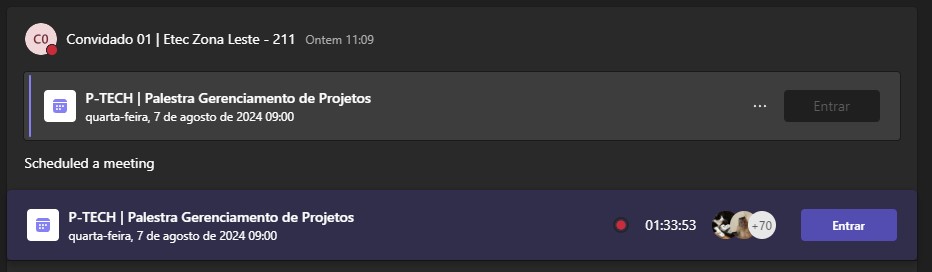 C0 Convidado 01 | Etec Zona Leste - 211 Ontem 11:09
P-TECH | Palestra Gerenciamento de Projetos
quarta-feira, 7 de agosto de 2024 09:00
... Entrar
Scheduled a meeting
P-TECH | Palestra Gerenciamento de Projetos
quarta-feira, 7 de agosto de 2024 09:00
01:33:53 +70 Entrar